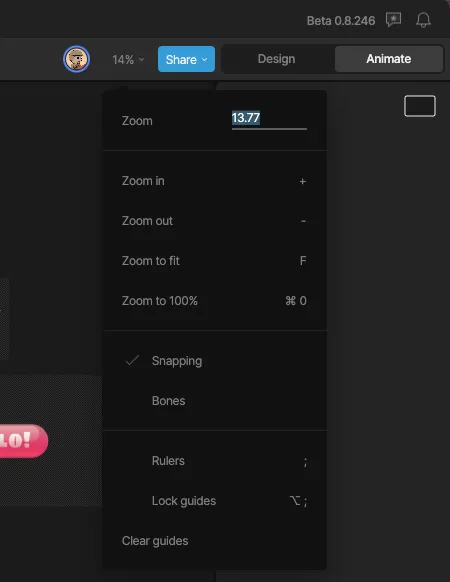 Beta 0.8.246
14%
Share
Design
Animate
Zoom 13.77
Zoom in +
Zoom out -
Zoom to fit F
Zoom to 100% ⌘ 0
Snapping
Bones
Rulers ;
Lock guides ⌥ ;
Clear guides
LO!